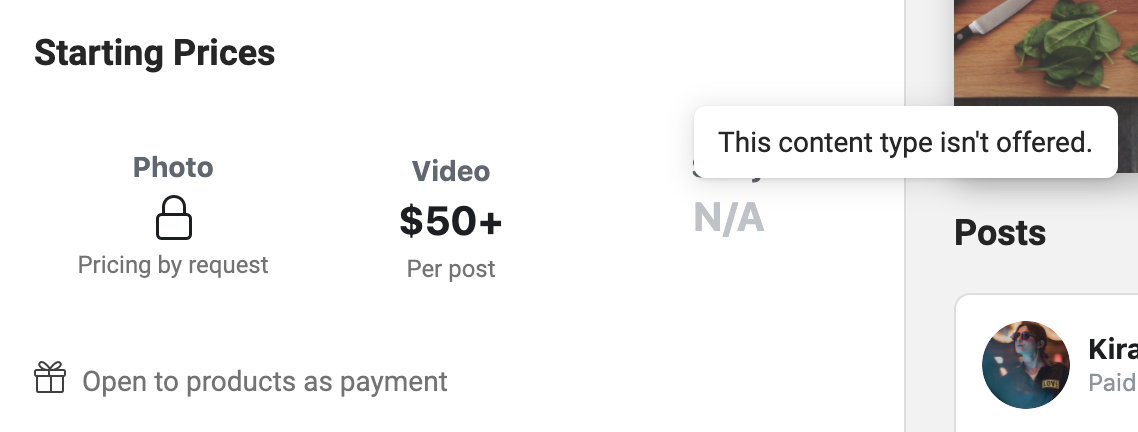 Starting Prices
This content type isn't offered.
Photo
Video
$50+
N/A
Pricing by request
Per post
Open to products as payment
Posts
Kira
Paid